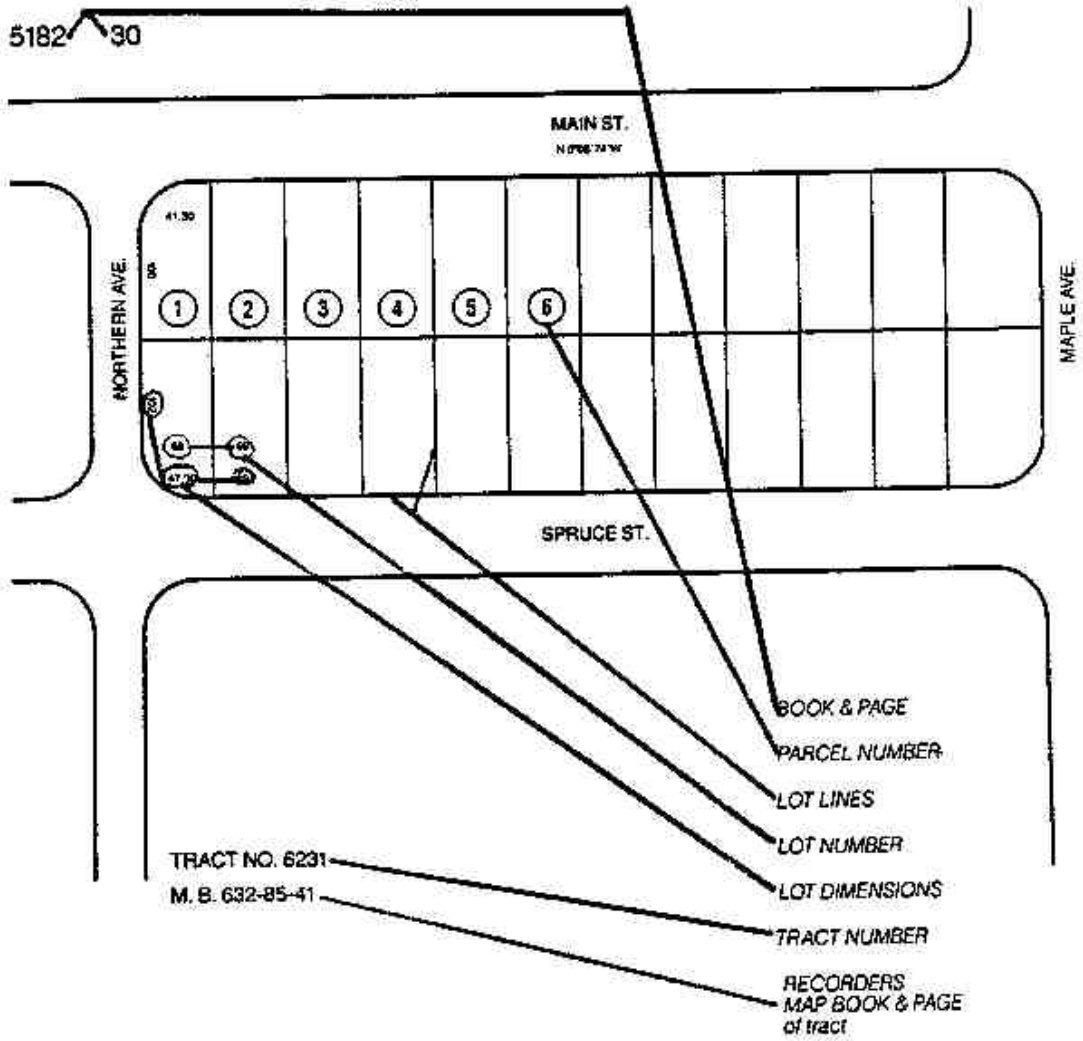 5182 30
MAIN ST.
41.30
NORTHERN AVE.
MAPLE AVE.
1 2 3 4 5 6
SPRUCE ST.
BOOK & PAGE
PARCEL NUMBER
LOT LINES
LOT NUMBER
TRACT NO. 6231
LOT DIMENSIONS
M. B. 632-85-41
TRACT NUMBER
RECORDERS
MAP BOOK & PAGE
of tract